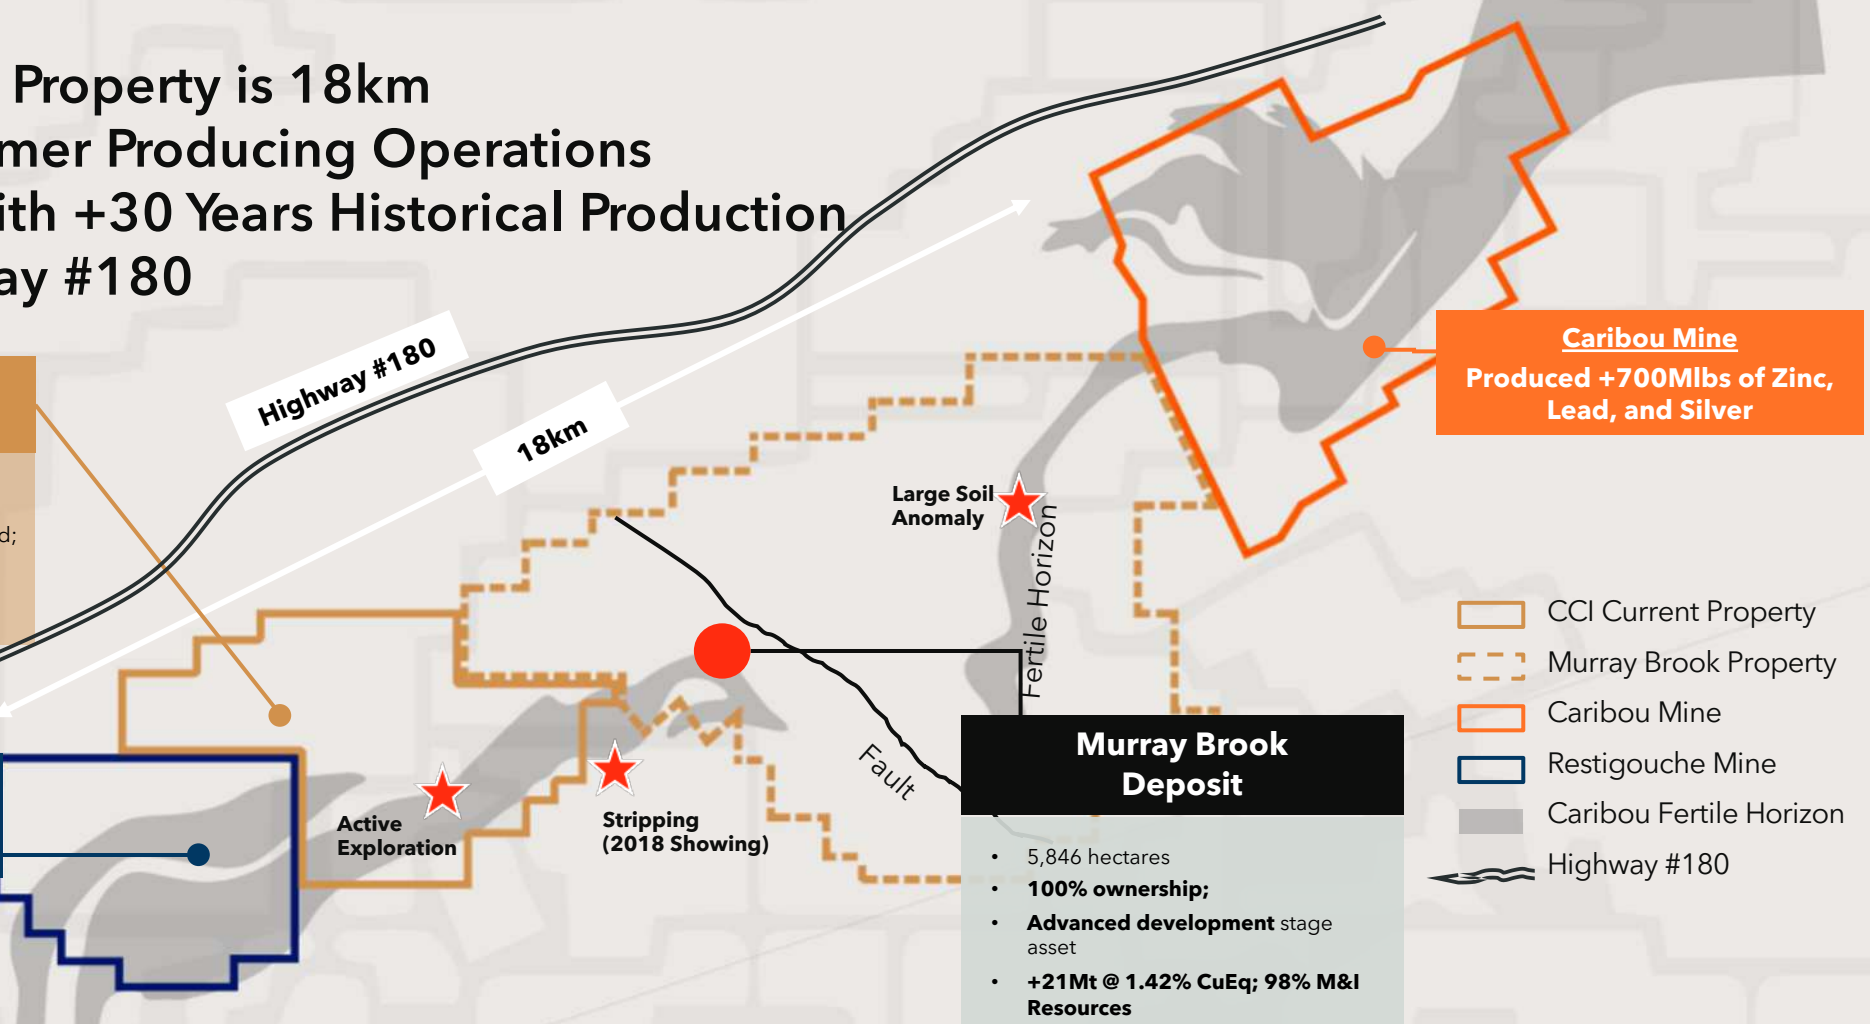 Property is 18km
mer Producing Operations
ith +30 Years Historical Production
ay #180
Highway #180
18km
d;
Caribou Mine
Produced +700Mlbs of Zinc,
Lead, and Silver
Large Soil
Anomaly
Fertile Horizon
Fault
Active
Exploration
Stripping
(2018 Showing)
Murray Brook
Deposit
• 5,846 hectares
• 100% ownership;
• Advanced development stage
asset
• +21Mt @ 1.42% CuEq; 98% M&I
Resources
CCI Current Property
Murray Brook Property
Caribou Mine
Restigouche Mine
Caribou Fertile Horizon
Highway #180